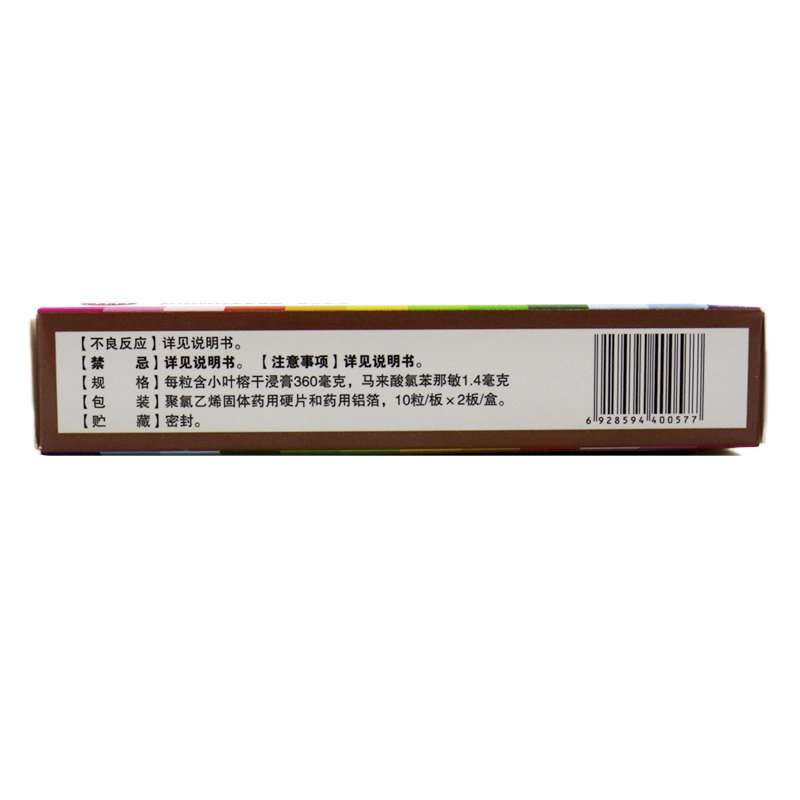 【不良反应】详见说明书。
【禁　　忌】详见说明书。【注意事项】详见说明书。
【规　　格】每粒含小叶榕干浸膏360毫克，马来酸氯苯那敏1.4毫克
【包　　装】聚氯乙烯固体药用硬片和药用铝箔，10粒/板×2板/盒。
【贮　　藏】密封。
6 928594 400577